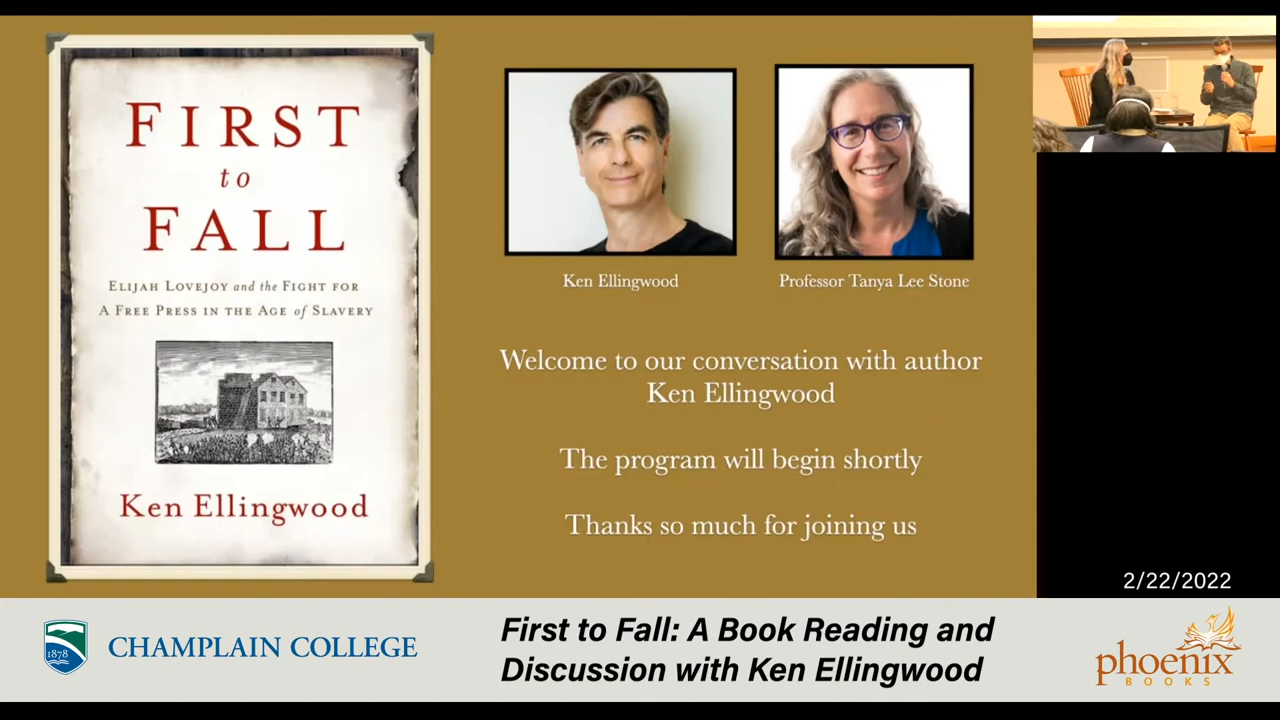 FIRST
to
FALL
ELIJAH LOVEJOY and the FIGHT FOR
A FREE PRESS IN THE AGE of SLAVERY
Ken Ellingwood
Ken Ellingwood
Professor Tanya Lee Stone
Welcome to our conversation with author
Ken Ellingwood
The program will begin shortly
Thanks so much for joining us
2/22/2022
1878
CHAMPLAIN COLLEGE
First to Fall: A Book Reading and
Discussion with Ken Ellingwood
phoenix
BOOKS